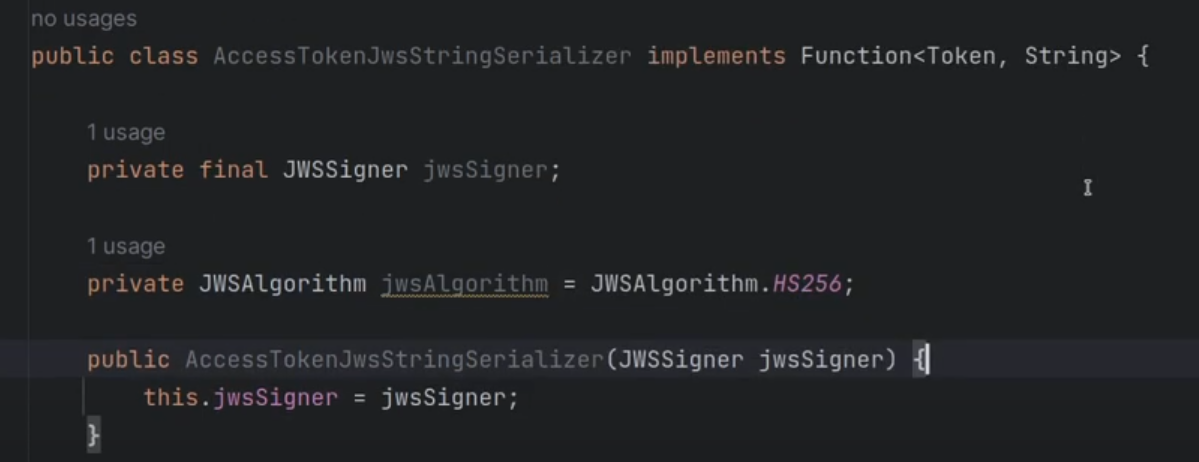 no usages
public class AccessTokenJwsStringSerializer implements Function<Token, String> {
1 usage
private final JWSSigner jwsSigner;
1 usage
private JWSAlgorithm jwsAlgorithm = JWSAlgorithm.HS256;
public AccessTokenJwsStringSerializer(JWSSigner jwsSigner) {
this.jwsSigner = jwsSigner;
}